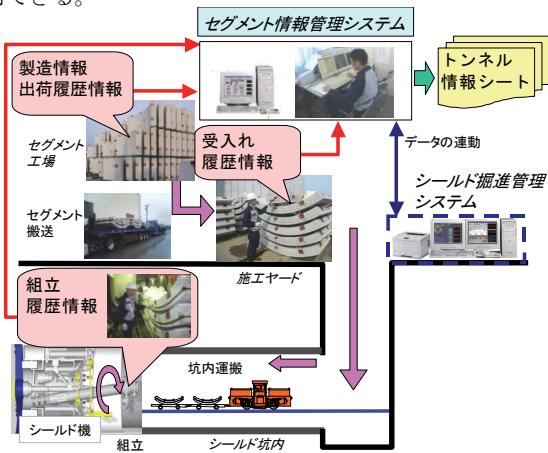 できる。
セグメント情報管理システム
製造情報
出荷履歴情報
トンネル
情報シート
セグメント
工場
受入れ
履歴情報
データの連動
セグメント
搬送
シールド掘進管理
システム
施工ヤード
組立
履歴情報
坑内運搬
シールド機
組立
シールド坑内